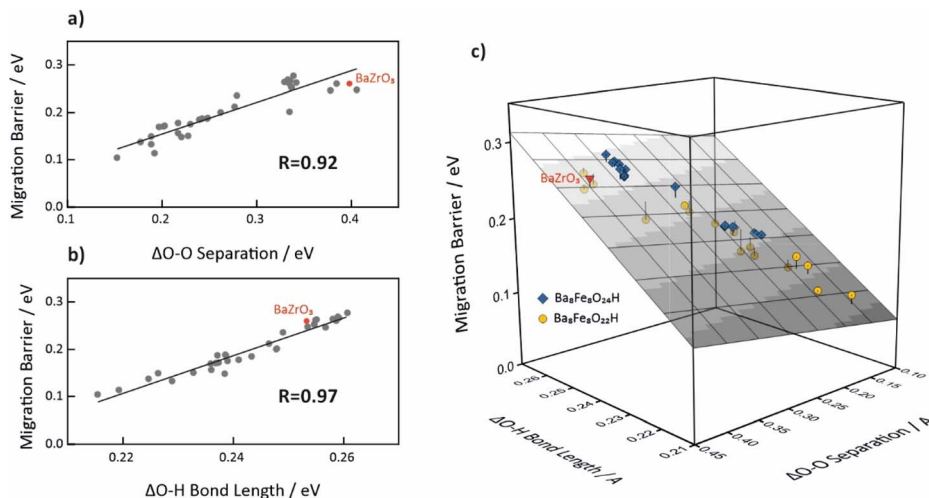 a)
Migration Barrier / eV
0.4
0.3
0.2
0.1
0.0
BaZrO₃
R=0.92
0.1
0.2
0.3
0.4
ΔO-O Separation / eV
b)
Migration Barrier / eV
0.4
0.3
0.2
0.1
0.0
BaZrO₃
R=0.97
0.22
0.24
0.26
ΔO-H Bond Length / eV
c)
Migration Barrier / eV
0.3
0.2
0.1
0.0
BaZrO₃
Ba₈Fe₈O₂₄H
Ba₈Fe₈O₂₂H
0.26
0.25
0.24
0.23
0.22
0.21
ΔO-H Bond Length / A
0.45
0.40
0.35
0.30
0.25
0.20
0.15
0.10
ΔO-O Separation / A